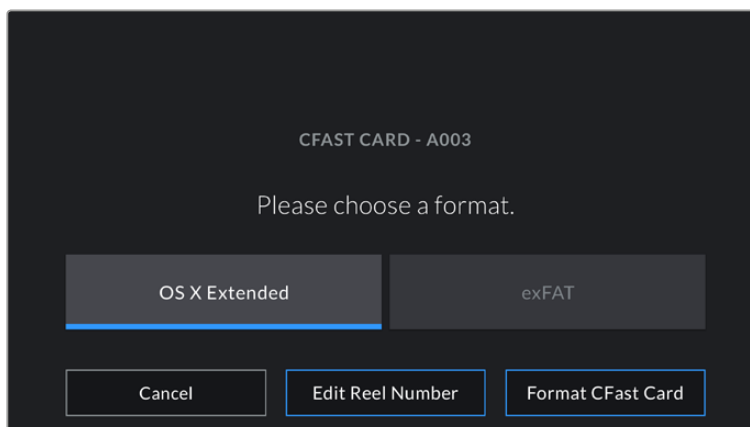 CFAST CARD - A003
Please choose a format.
OS X Extended
exFAT
Cancel
Edit Reel Number
Format CFast Card